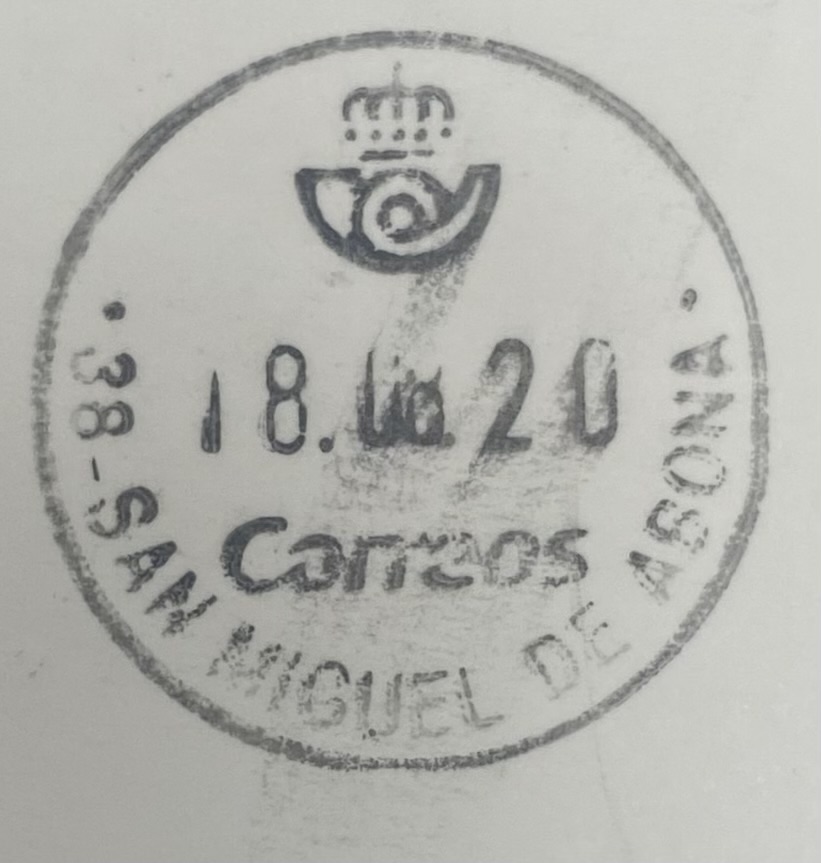 18. .20
Correos
38-SAN MIGUEL DE ABONA